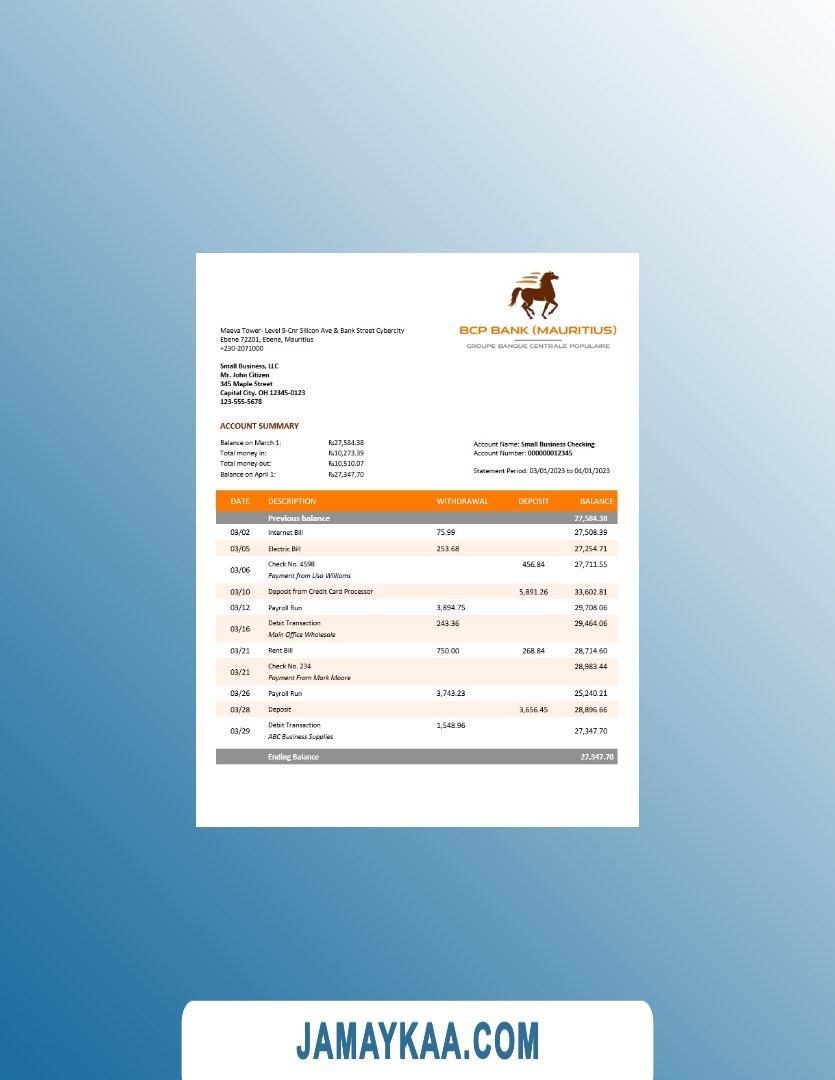 BCP BANK (MAURITIUS)
GROUPE BANQUE CENTRALE POPULAIRE
Maeva Tower- Level 9-Cnr Silicon Ave & Bank Street Cybercity
Ebene 72201, Ebene, Mauritius
+230-2071000
Small Business, LLC
Mr. John Citizen
345 Maple Street
Capital City. OH 12345-0123
123-555-5678
ACCOUNT SUMMARY
Balance on March 1: ₨27,584.38
Total money in: ₨10,273.39
Total money out: ₨10,510.07
Balance on April 1: ₨27,347.70
Account Name: Small Business Checking
Account Number: 000000012345
Statement Period: 03/01/2023 to 04/01/2023
DATE DESCRIPTION WITHDRAWAL DEPOSIT BALANCE
Previous balance 27,584.38
03/02 Internet Bill 75.99 27,508.39
03/05 Electric Bill 253.68 27,254.71
03/06 Check No. 4598 456.84 27,711.55
Payment from Lisa Williams
03/10 Deposit from Credit Card Processor 5,891.26 33,602.81
03/12 Payroll Run 3,894.75 29,708.06
03/16 Debit Transaction 243.36 29,464.06
Main Office Wholesale
03/21 Rent Bill 750.00 268.84 28,714.60
03/21 Check No. 234 28,983.44
Payment From Mark Moore
03/26 Payroll Run 3,743.23 25,240.21
03/28 Deposit 3,656.45 28,896.66
03/29 Debit Transaction 1,548.96 27,347.70
ABC Business Supplies
Ending Balance 27,347.70
JAMAYKAA.COM